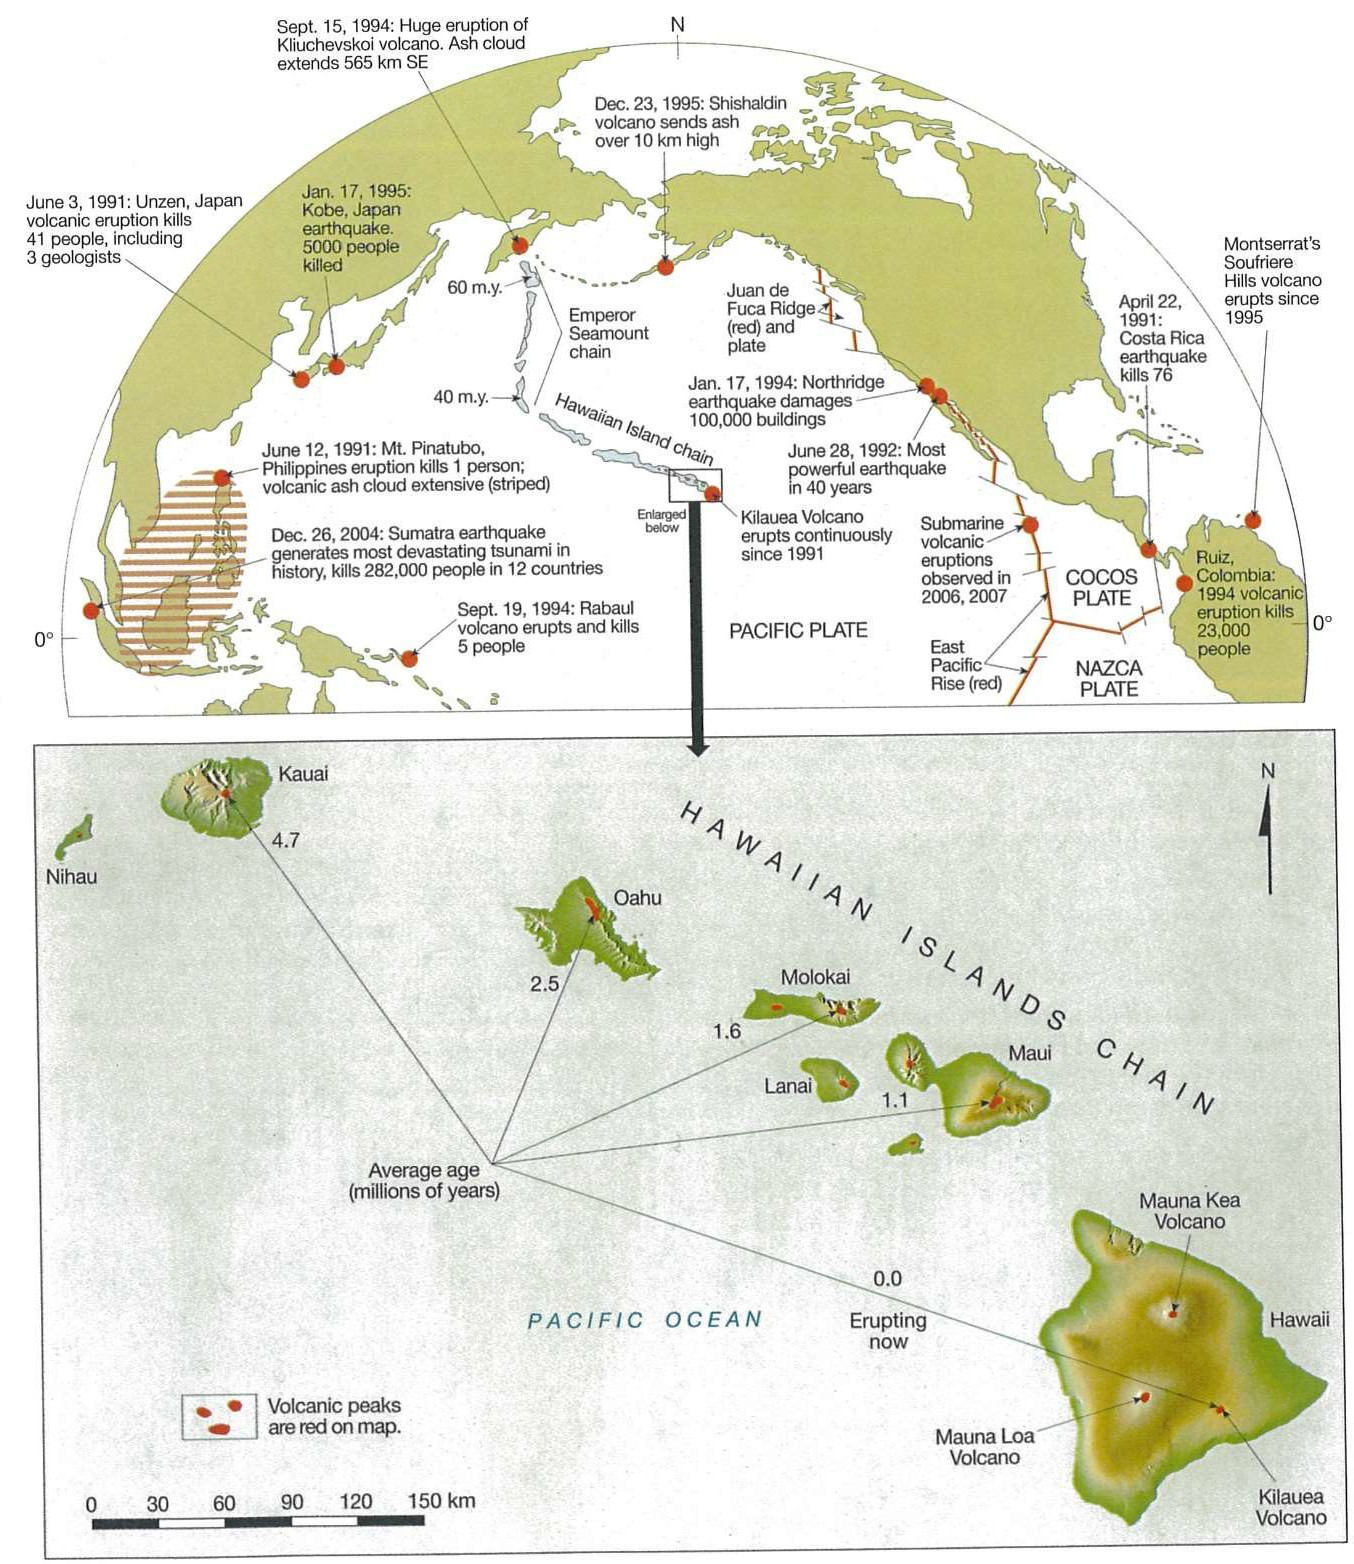 Sept. 15, 1994: Huge eruption of
Kliuchevskoi volcano. Ash cloud
extends 565 km SE
N
Dec. 23, 1995: Shishaldin
volcano sends ash
over 10 km high
June 3, 1991: Unzen, Japan
volcanic eruption kills
41 people, including
3 geologists
Jan. 17, 1995:
Kobe, Japan
earthquake.
5000 people
killed
Montserrat's
Soufriere
Hills volcano
erupts since
1995
60 m.y.
Emperor
Seamount
chain
40 m.y.
Juan de
Fuca Ridge
(red) and
plate
April 22,
1991:
Costa Rica
earthquake
kills 76
Jan. 17, 1994: Northridge
earthquake damages
100,000 buildings
Hawaiian Island chain
June 12, 1991: Mt. Pinatubo,
Philippines eruption kills 1 person;
volcanic ash cloud extensive (striped)
June 28, 1992: Most
powerful earthquake
in 40 years
Enlarged
below
Kilauea Volcano
erupts continuously
since 1991
Dec. 26, 2004: Sumatra earthquake
generates most devastating tsunami in
history, kills 282,000 people in 12 countries
Submarine
volcanic
eruptions
observed in
2006, 2007
COCOS
PLATE
Ruiz,
Colombia:
1994 volcanic
eruption kills
23,000
people
Sept. 19, 1994: Rabaul
volcano erupts and kills
5 people
0°
PACIFIC PLATE
0°
East
Pacific
Rise (red)
NAZCA
PLATE
Kauai
4.7
Nihau
N
HAWAIIAN ISLANDS CHAIN
Oahu
2.5
Molokai
1.6
Lanai
Maui
1.1
Average age
(millions of years)
Mauna Kea
Volcano
0.0
Erupting
now
PACIFIC OCEAN
Hawaii
Volcanic peaks
are red on map.
Mauna Loa
Volcano
Kilauea
Volcano
0 30 60 90 120 150 km